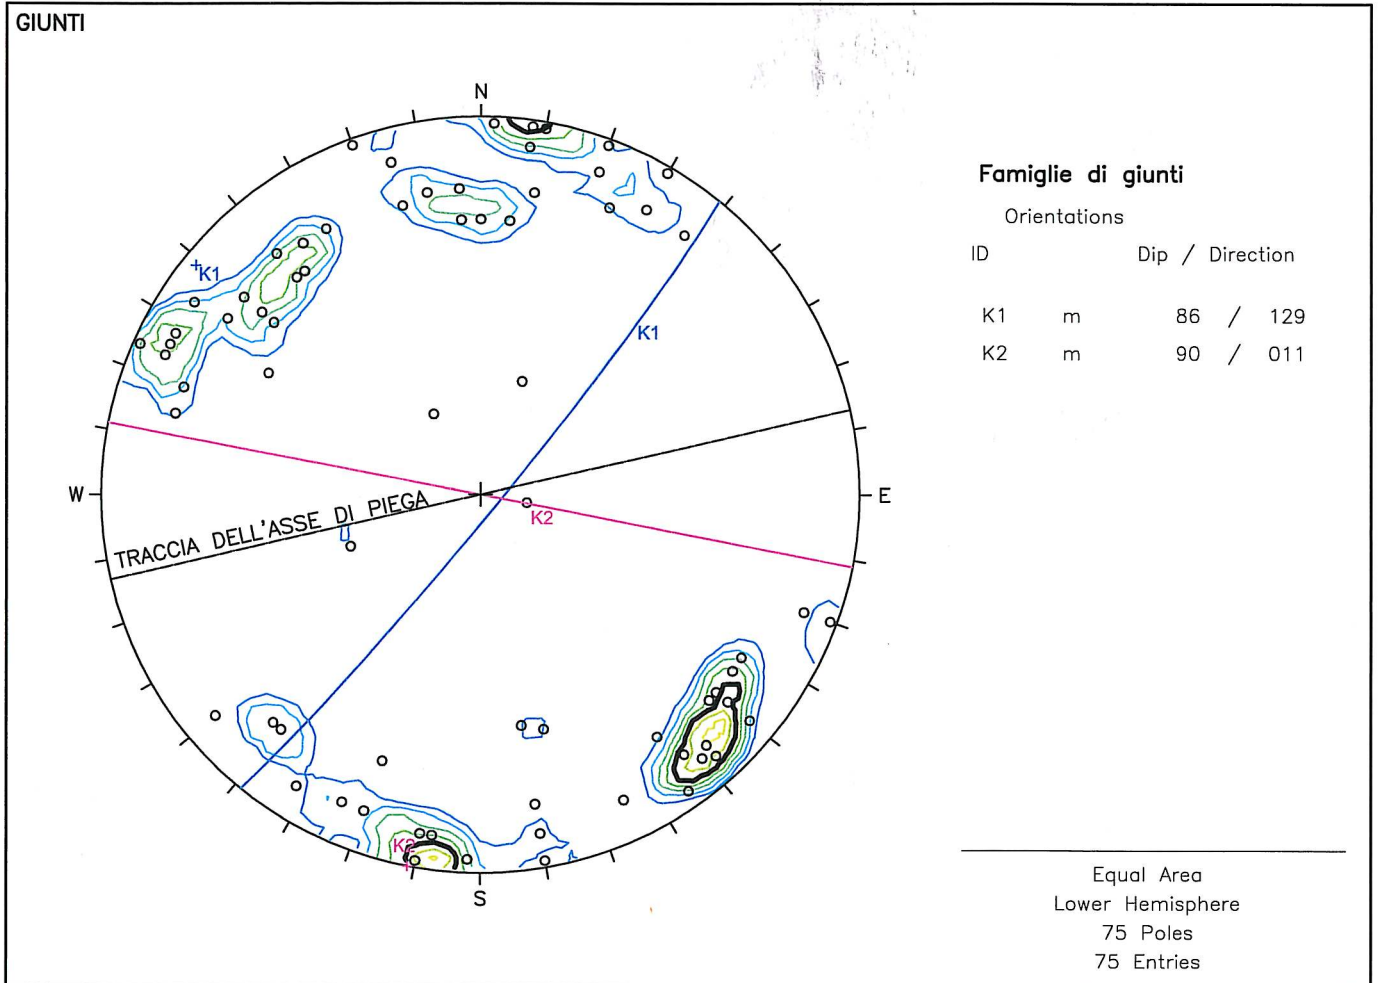 GIUNTI
N
Famiglie di giunti
Orientations
ID Dip / Direction
K1
K1 m 86 / 129
K1
K2 m 90 / 011
W
E
K2
TRACCIA DELL'ASSE DI PIEGA
K2
S
Equal Area
Lower Hemisphere
75 Poles
75 Entries